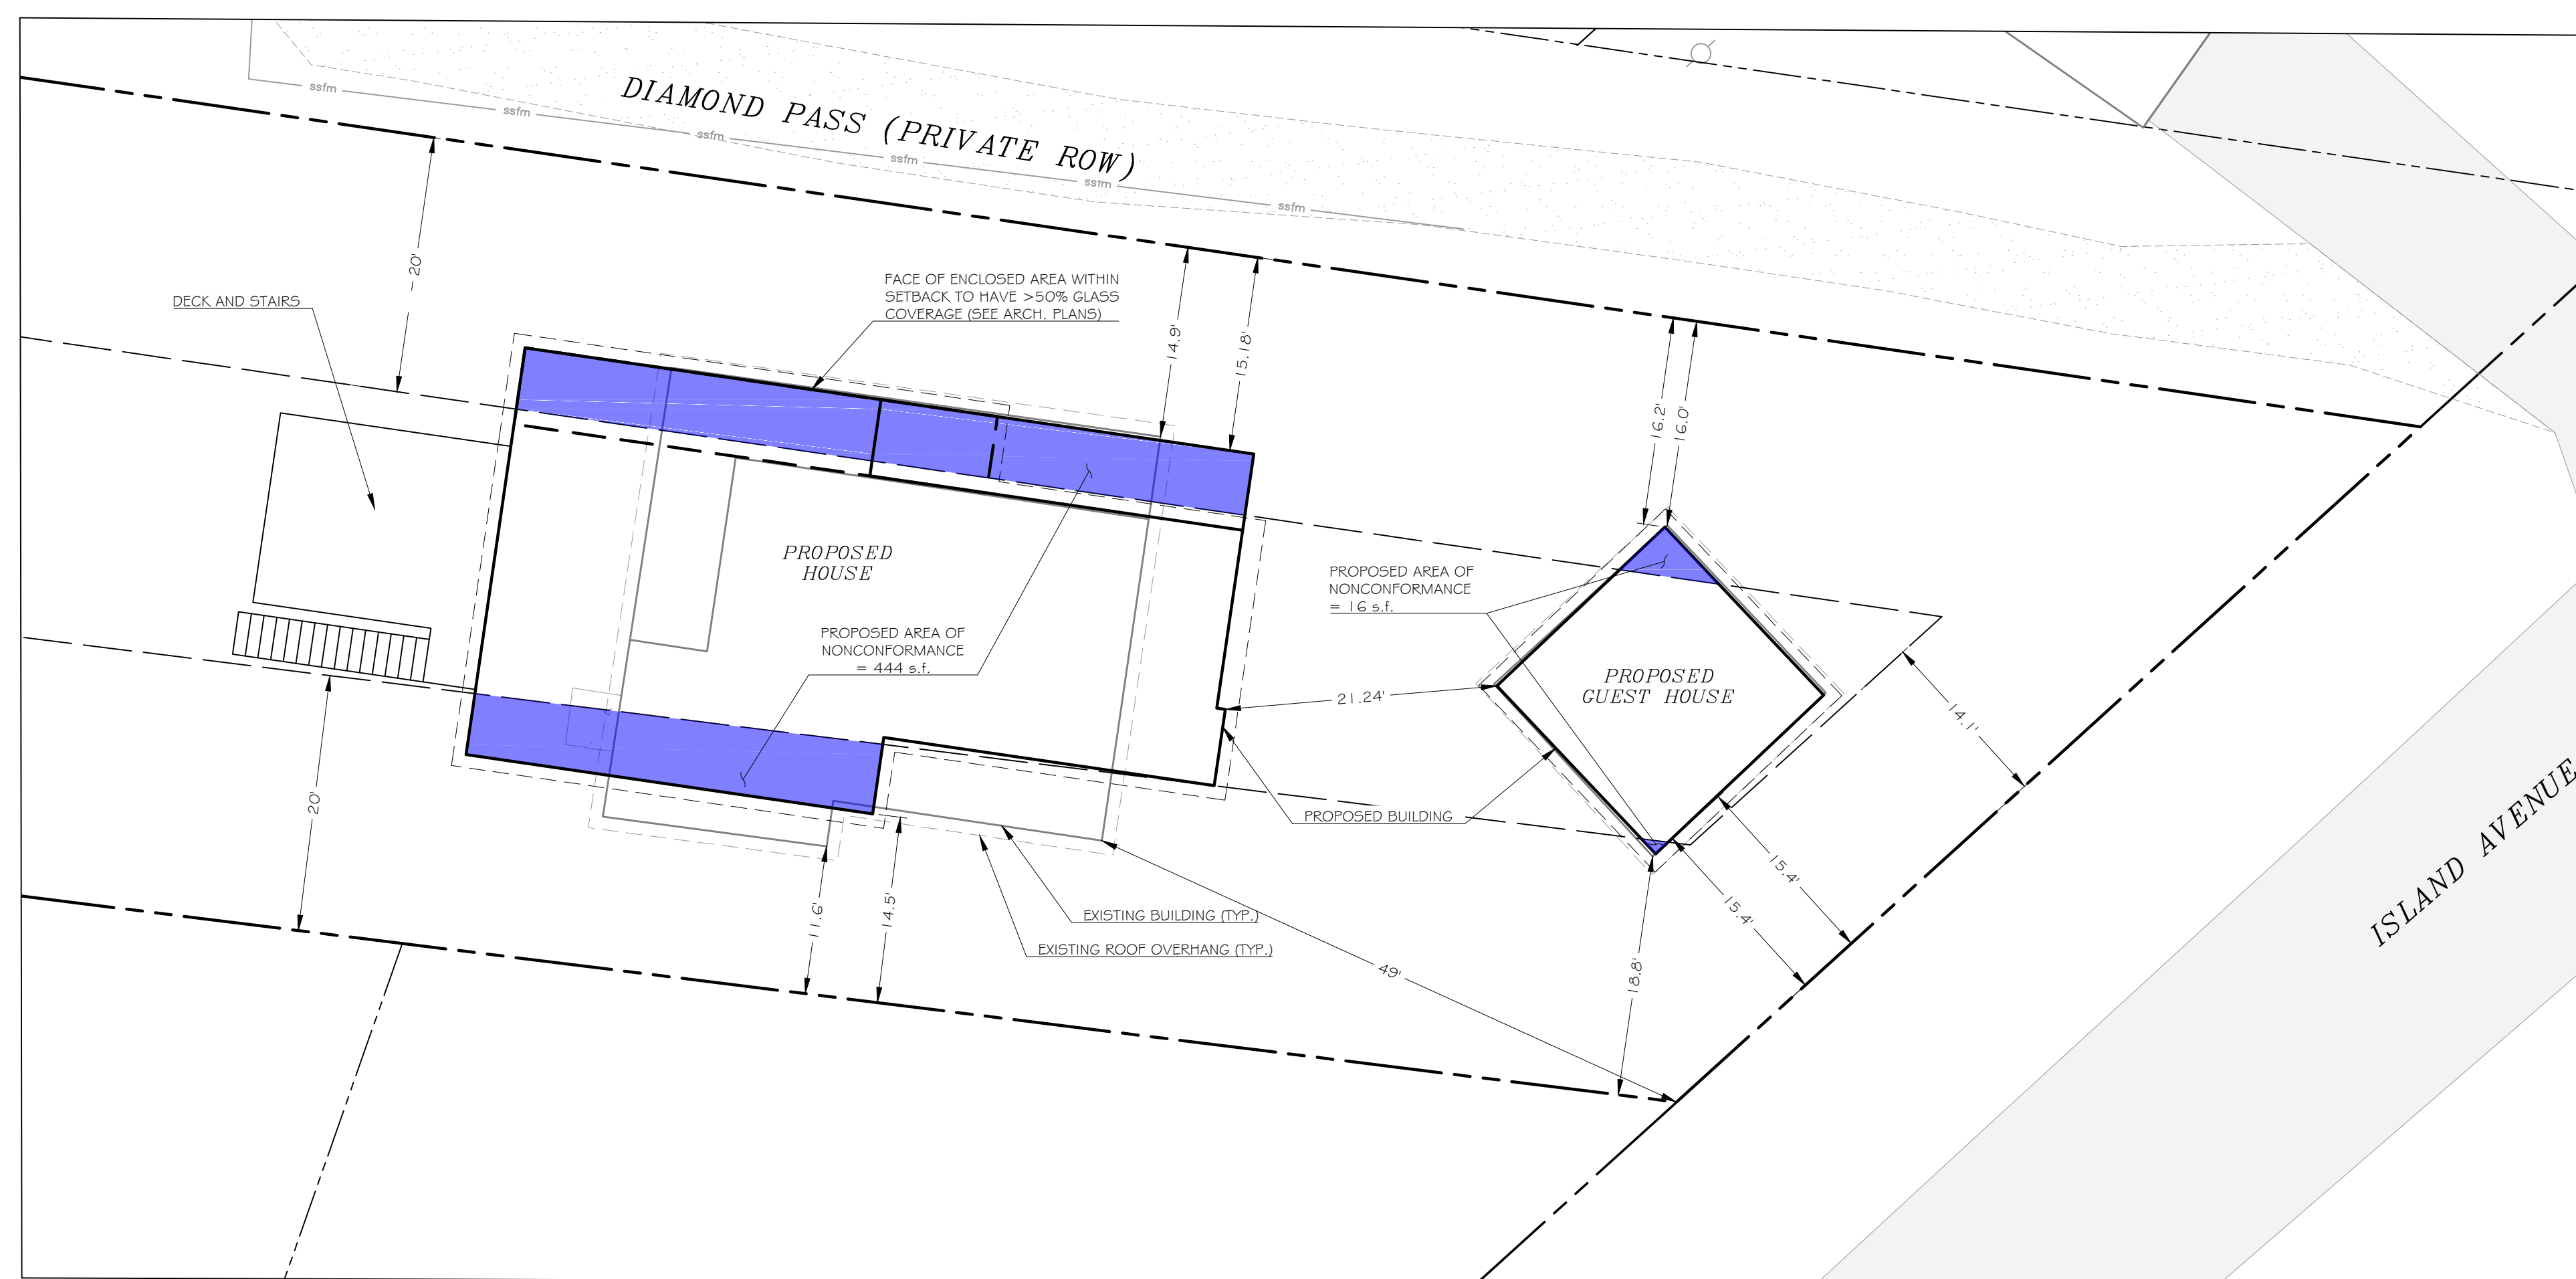 DIAMOND PASS (PRIVATE ROW)
ssfm
ssfm
ssfm
ssfm
ssfm
ssfm
20'
DECK AND STAIRS
FACE OF ENCLOSED AREA WITHIN
SETBACK TO HAVE >50% GLASS
COVERAGE (SEE ARCH. PLANS)
14.9'
15.18'
16.2'
16.0'
PROPOSED
HOUSE
PROPOSED AREA OF
NONCONFORMANCE
= 444 s.f.
PROPOSED AREA OF
NONCONFORMANCE
= 16 s.f.
PROPOSED
GUEST HOUSE
21.24'
14.1'
20'
PROPOSED BUILDING
15.4'
15.4'
11.6'
14.5'
EXISTING BUILDING (TYP.)
EXISTING ROOF OVERHANG (TYP.)
49'
18.8'
ISLAND AVENUE